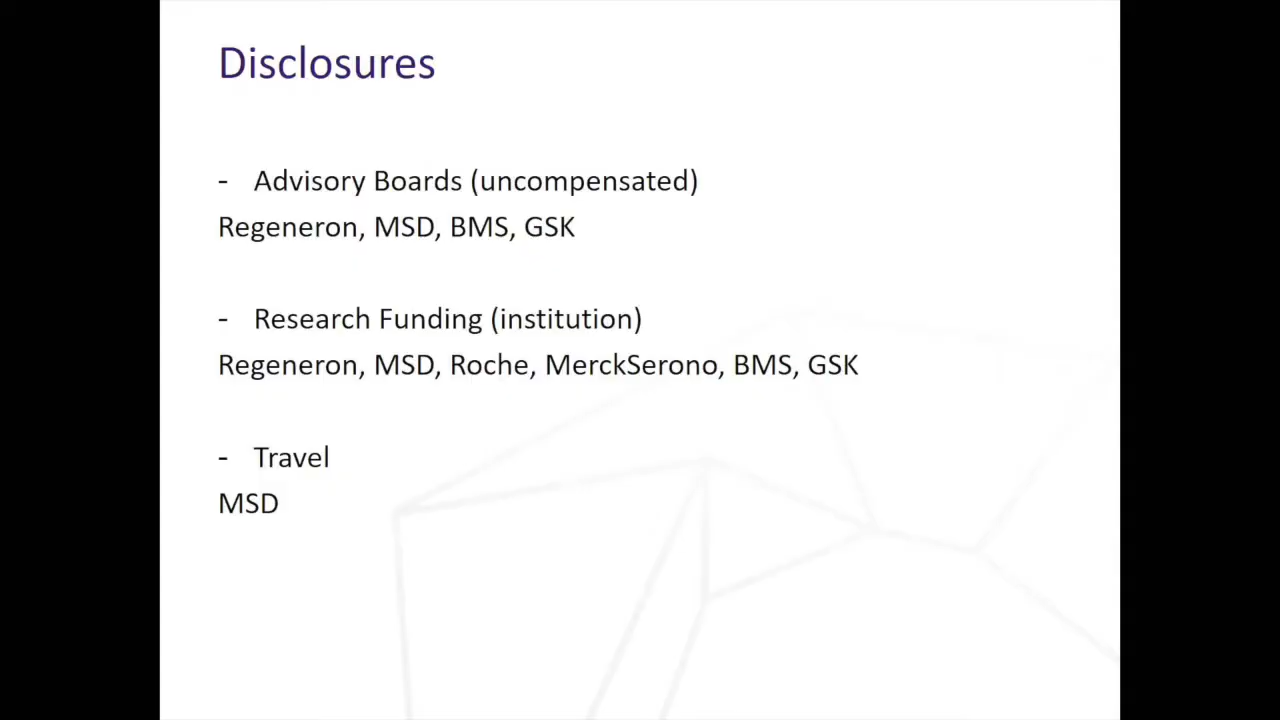 Disclosures
- Advisory Boards (uncompensated)
Regeneron, MSD, BMS, GSK
- Research Funding (institution)
Regeneron, MSD, Roche, MerckSerono, BMS, GSK
- Travel
MSD